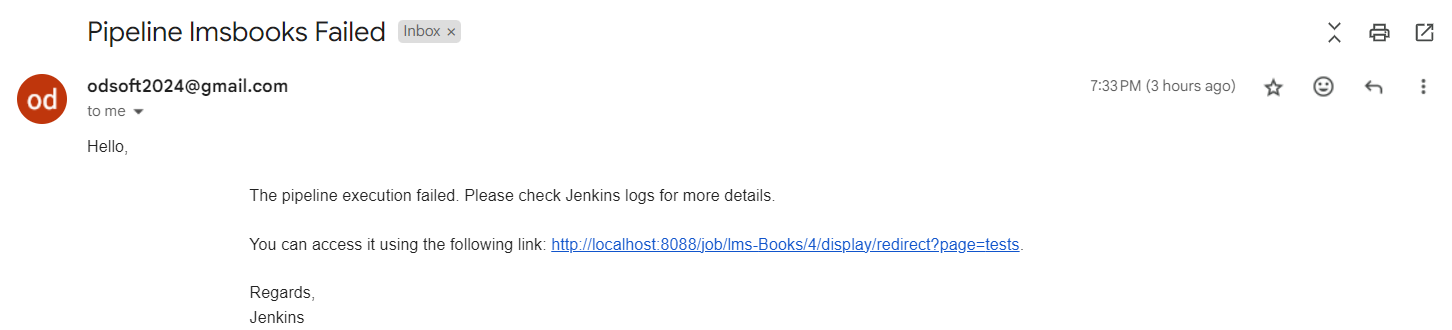 Pipeline lmsbooks Failed Inbox ×
od
odsoft2024@gmail.com 7:33 PM (3 hours ago)
to me
Hello,
The pipeline execution failed. Please check Jenkins logs for more details.
You can access it using the following link: http://localhost:8088/job/lms-Books/4/display/redirect?page=tests.
Regards,
Jenkins